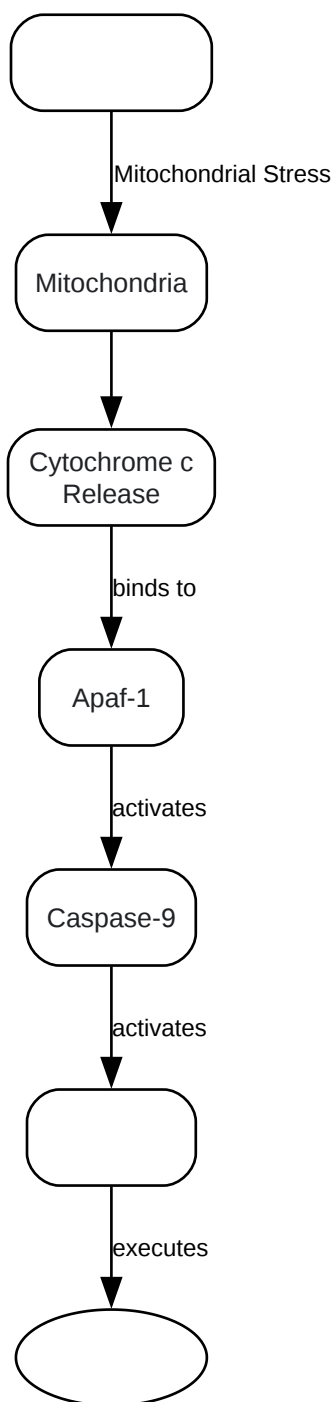 Mitochondrial Stress
Mitochondria
Cytochrome c
Release
binds to
Apaf-1
activates
Caspase-9
activates
executes